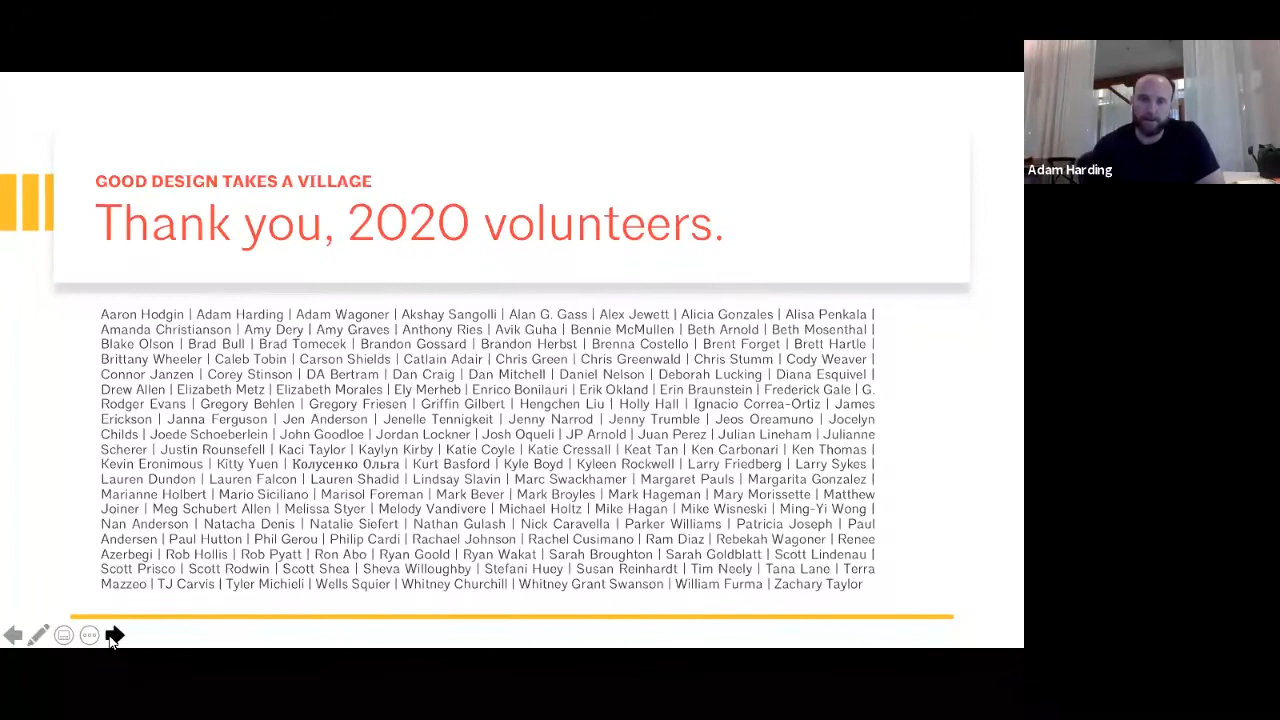 GOOD DESIGN TAKES A VILLAGE
Thank you, 2020 volunteers.
Adam Harding
Aaron Hodgin | Adam Harding | Adam Wagoner | Akshay Sangolli | Alan G. Gass | Alex Jewett | Alicia Gonzales | Alisa Penkala |
Amanda Christianson | Amy Dery | Amy Graves | Anthony Ries | Avik Guha | Bennie McMullen | Beth Arnold | Beth Mosenthal |
Blake Olson | Brad Bull | Brad Tomecek | Brandon Gossard | Brandon Herbst | Brenna Costello | Brent Forget | Brett Hartle |
Brittany Wheeler | Caleb Tobin | Carson Shields | Catlain Adair | Chris Green | Chris Greenwald | Chris Stumm | Cody Weaver |
Connor Janzen | Corey Stinson | DA Bertram | Dan Craig | Dan Mitchell | Daniel Nelson | Deborah Lucking | Diana Esquivel |
Drew Allen | Elizabeth Metz | Elizabeth Morales | Ely Merheb | Enrico Bonilauri | Erik Okland | Erin Braunstein | Frederick Gale | G.
Rodger Evans | Gregory Behlen | Gregory Friesen | Griffin Gilbert | Hengchen Liu | Holly Hall | Ignacio Correa-Ortiz | James
Erickson | Janna Ferguson | Jen Anderson | Jenelle Tennigkeit | Jenny Narrod | Jenny Trumble | Jeos Oreamuno | Jocelyn
Childs | Joede Schoeberlein | John Goodloe | Jordan Lockner | Josh Oqueli | JP Arnold | Juan Perez | Julian Lineham | Julianne
Scherer | Justin Rounsefell | Kaci Taylor | Kaylyn Kirby | Katie Coyle | Katie Cressall | Keat Tan | Ken Carbonari | Ken Thomas |
Kevin Eronimous | Kitty Yuen | Колусенко Ольга | Kurt Basford | Kyle Boyd | Kyleen Rockwell | Larry Friedberg | Larry Sykes |
Lauren Dundon | Lauren Falcon | Lauren Shadid | Lindsay Slavin | Marc Swackhamer | Margaret Pauls | Margarita Gonzalez |
Marianne Holbert | Mario Siciliano | Marisol Foreman | Mark Bever | Mark Broyles | Mark Hageman | Mary Morissette | Matthew
Joiner | Meg Schubert Allen | Melissa Styer | Melody Vandivere | Michael Holtz | Mike Hagan | Mike Wisneski | Ming-Yi Wong |
Nan Anderson | Natacha Denis | Natalie Siefert | Nathan Gulash | Nick Caravella | Parker Williams | Patricia Joseph | Paul
Andersen | Paul Hutton | Phil Gerou | Philip Cardi | Rachael Johnson | Rachel Cusimano | Ram Diaz | Rebekah Wagoner | Renee
Azerbegi | Rob Hollis | Rob Pyatt | Ron Abo | Ryan Goold | Ryan Wakat | Sarah Broughton | Sarah Goldblatt | Scott Lindenau |
Scott Prisco | Scott Rodwin | Scott Shea | Sheva Willoughby | Stefani Huey | Susan Reinhardt | Tim Neely | Tana Lane | Terra
Mazzeo | TJ Carvis | Tyler Michieli | Wells Squier | Whitney Churchill | Whitney Grant Swanson | William Furma | Zachary Taylor